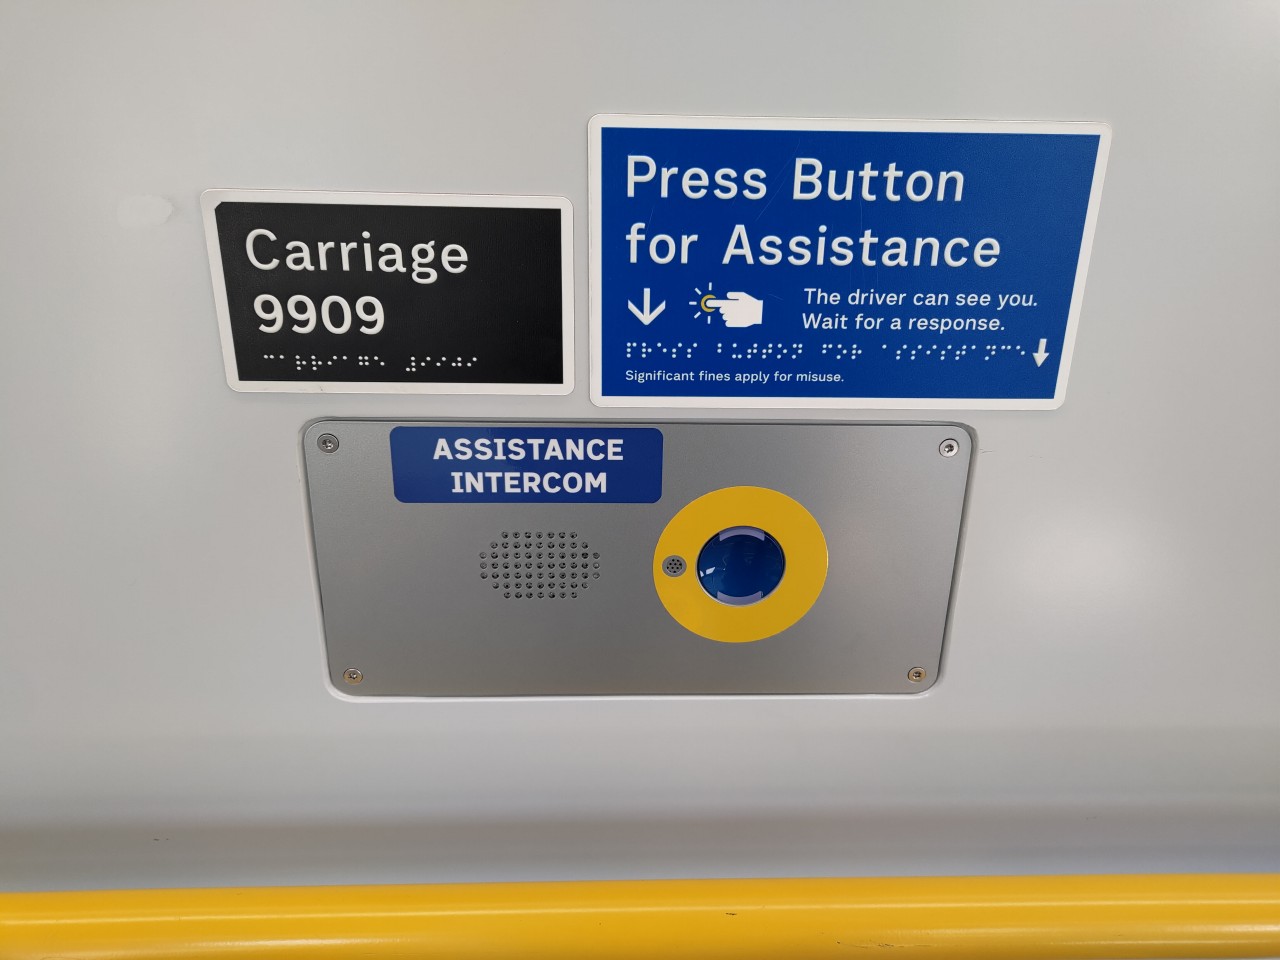 Carriage
9909
Press Button
for Assistance
The driver can see you.
Wait for a response.
Significant fines apply for misuse.
ASSISTANCE
INTERCOM